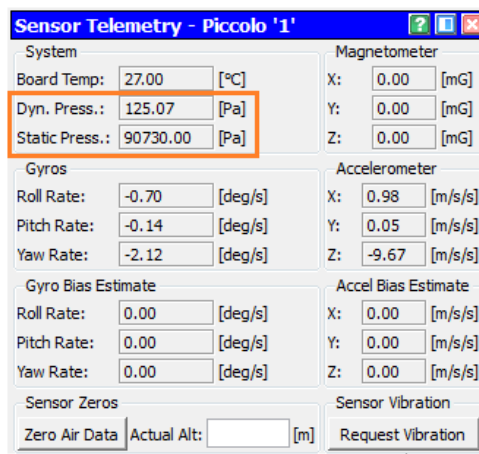 Sensor Telemetry - Piccolo '1'
System
Board Temp: 27.00 [°C]
Dyn. Press.: 125.07 [Pa]
Static Press.: 90730.00 [Pa]
Magnetometer
X: 0.00 [mG]
Y: 0.00 [mG]
Z: 0.00 [mG]
Gyros
Roll Rate: -0.70 [deg/s]
Pitch Rate: -0.14 [deg/s]
Yaw Rate: -2.12 [deg/s]
Accelerometer
X: 0.98 [m/s/s]
Y: 0.05 [m/s/s]
Z: -9.67 [m/s/s]
Gyro Bias Estimate
Roll Rate: 0.00 [deg/s]
Pitch Rate: 0.00 [deg/s]
Yaw Rate: 0.00 [deg/s]
Accel Bias Estimate
X: 0.00 [m/s/s]
Y: 0.00 [m/s/s]
Z: 0.00 [m/s/s]
Sensor Zeros
Zero Air Data Actual Alt: [m]
Sensor Vibration
Request Vibration